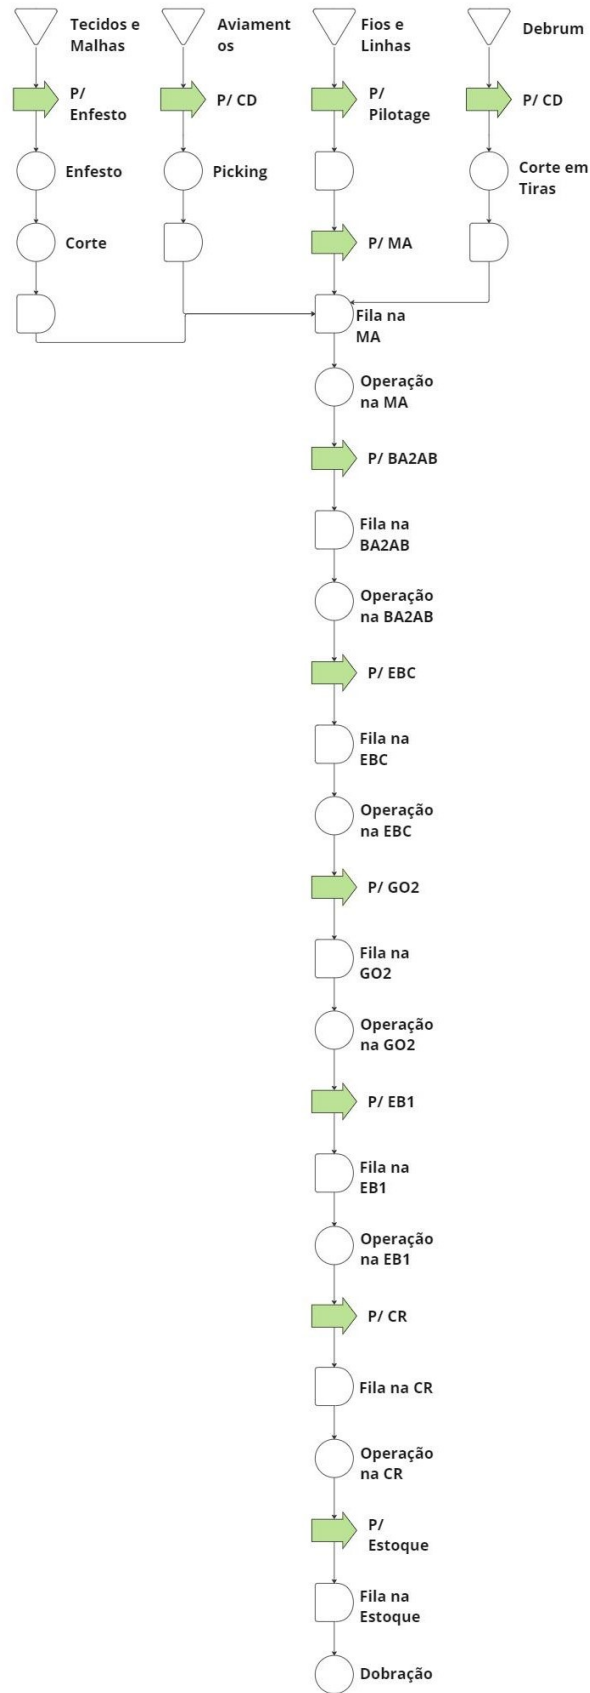 Tecidos e
Malhas
Aviament
os
Fios e
Linhas
Debrum
P/
Enfesto
P/ CD
P/
Pilotage
P/ CD
Enfesto
Picking
Corte em
Tiras
Corte
P/ MA
Fila na
MA
Operação
na MA
P/ BA2AB
Fila na
BA2AB
Operação
na BA2AB
P/ EBC
Fila na
EBC
Operação
na EBC
P/ GO2
Fila na
GO2
Operação
na GO2
P/ EB1
Fila na
EB1
Operação
na EB1
P/ CR
Fila na CR
Operação
na CR
P/
Estoque
Fila na
Estoque
Dobração